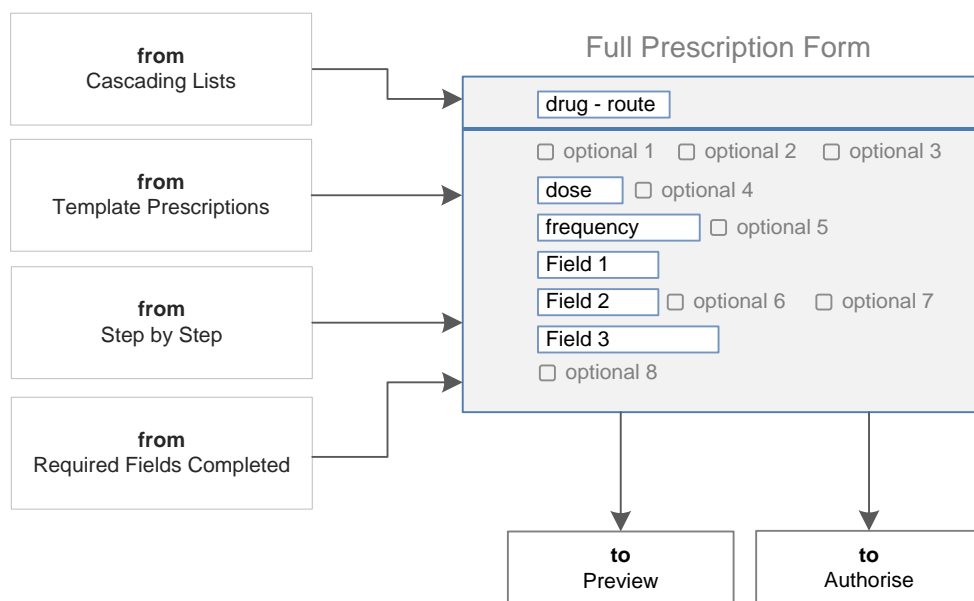 from
Cascading Lists
from
Template Prescriptions
from
Step by Step
from
Required Fields Completed
Full Prescription Form
drug - route
optional 1 optional 2 optional 3
dose optional 4
frequency optional 5
Field 1
Field 2 optional 6 optional 7
Field 3
optional 8
to
Preview
to
Authorise